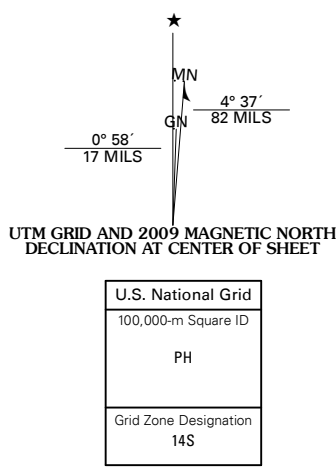 ★
MN
4° 37´
82 MILS
GN
0° 58´
17 MILS
UTM GRID AND 2009 MAGNETIC NORTH
DECLINATION AT CENTER OF SHEET
U.S. National Grid
100,000-m Square ID
PH
Grid Zone Designation
14S